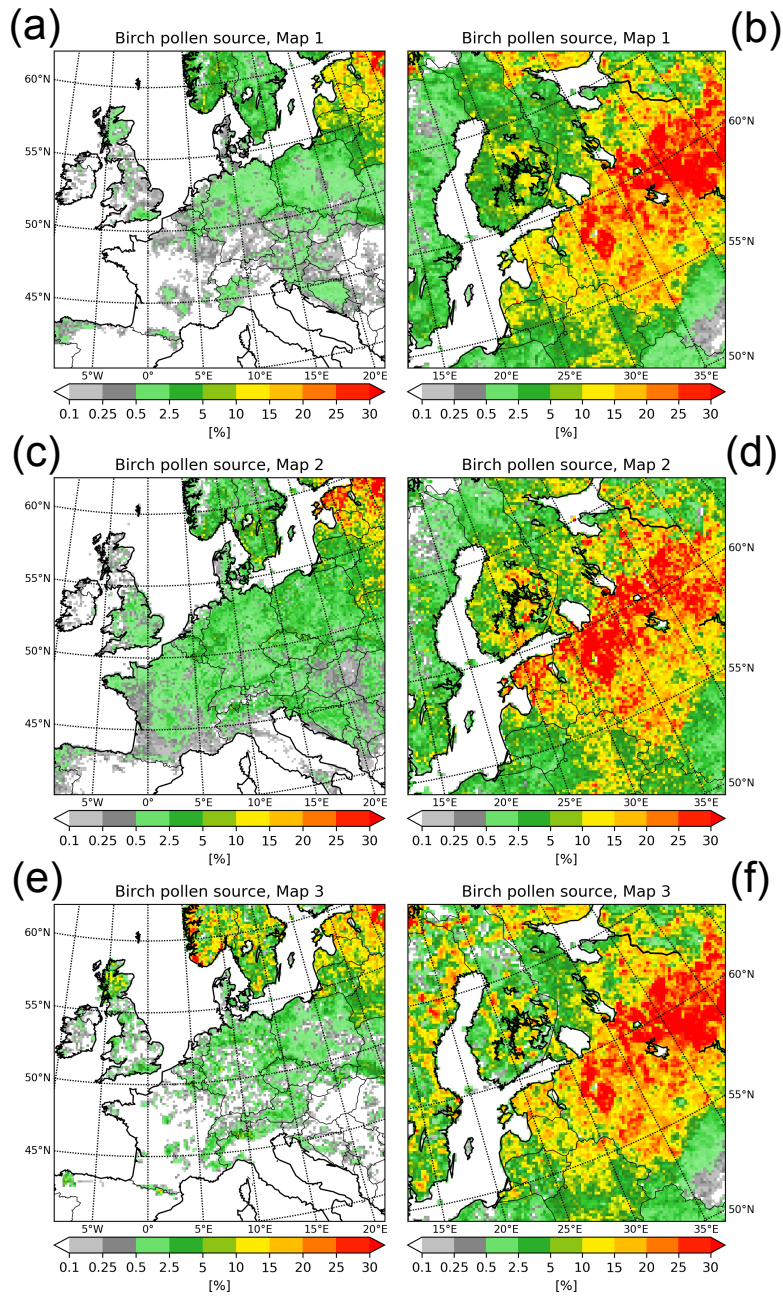 (a) Birch pollen source, Map 1
60°N
55°N
50°N
45°N
5°W 0° 5°E 10°E 15°E 20°E
0.1 0.25 0.5 2.5 5 10 15 20 25 30
[%]
Birch pollen source, Map 1 (b)
60°N
55°N
50°N
15°E 20°E 25°E 30°E 35°E
0.1 0.25 0.5 2.5 5 10 15 20 25 30
[%]
(c) Birch pollen source, Map 2
60°N
55°N
50°N
45°N
5°W 0° 5°E 10°E 15°E 20°E
0.1 0.25 0.5 2.5 5 10 15 20 25 30
[%]
Birch pollen source, Map 2 (d)
60°N
55°N
50°N
15°E 20°E 25°E 30°E 35°E
0.1 0.25 0.5 2.5 5 10 15 20 25 30
[%]
(e) Birch pollen source, Map 3
60°N
55°N
50°N
45°N
5°W 0° 5°E 10°E 15°E 20°E
0.1 0.25 0.5 2.5 5 10 15 20 25 30
[%]
Birch pollen source, Map 3 (f)
60°N
55°N
50°N
15°E 20°E 25°E 30°E 35°E
0.1 0.25 0.5 2.5 5 10 15 20 25 30
[%]